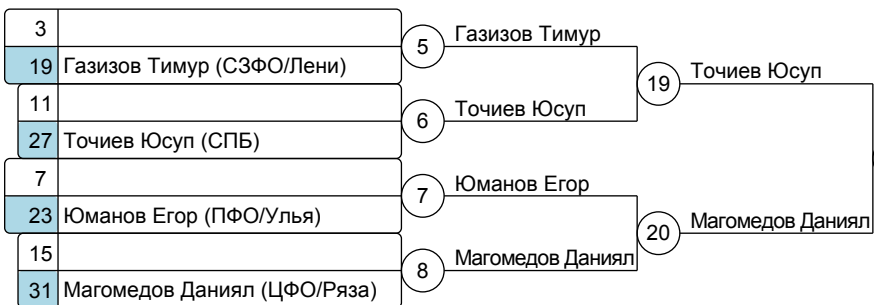 3
19 Газизов Тимур (СЗФО/Лени)
11
27 Точиев Юсуп (СПБ)
7
23 Юманов Егор (ПФО/Улья)
15
31 Магомедов Даниял (ЦФО/Ряза)
5 Газизов Тимур
6 Точиев Юсуп
7 Юманов Егор
8 Магомедов Даниял
19 Точиев Юсуп
20 Магомедов Даниял